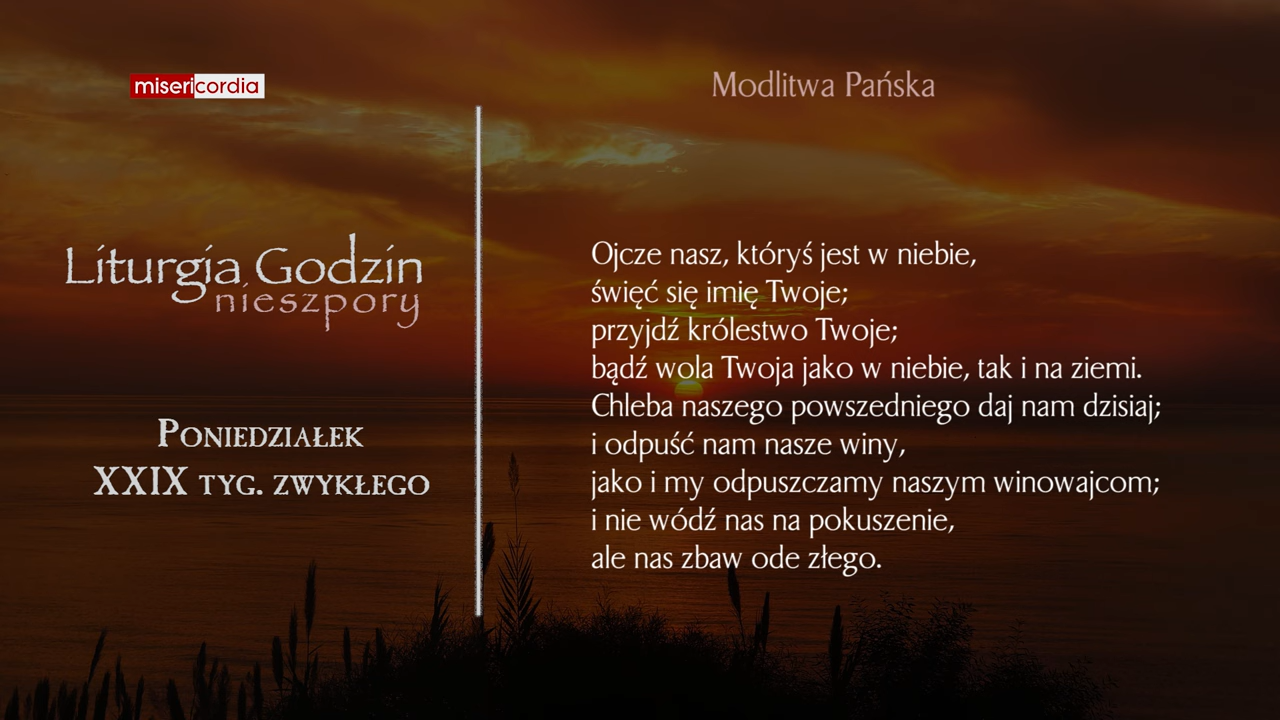 misericordia
Liturgia Godzin
nieszpory
Poniedziałek
XXIX tyg. zwykłego
Modlitwa Pańska
Ojcze nasz, któryś jest w niebie,
święć się imię Twoje;
przyjdź królestwo Twoje;
bądź wola Twoja jako w niebie, tak i na ziemi.
Chleba naszego powszedniego daj nam dzisiaj;
i odpuść nam nasze winy,
jako i my odpuszczamy naszym winowajcom;
i nie wódź nas na pokuszenie,
ale nas zbaw ode złego.